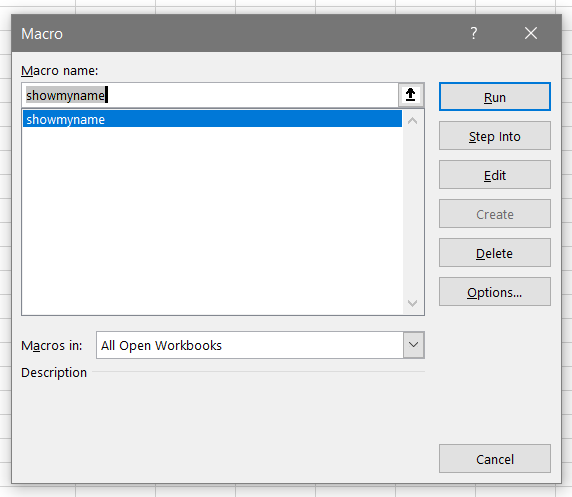 Macro
?
Macro name:
showmyname
Run
showmyname
Step Into
Edit
Create
Delete
Options...
Macros in:
All Open Workbooks
Description
Cancel